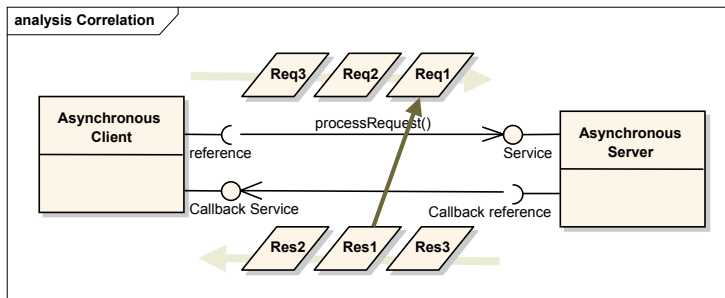 analysis Correlation
Req3 Req2 Req1
Asynchronous
Client
processRequest()
Asynchronous
Server
reference
Service
Callback Service
Callback reference
Res2 Res1 Res3